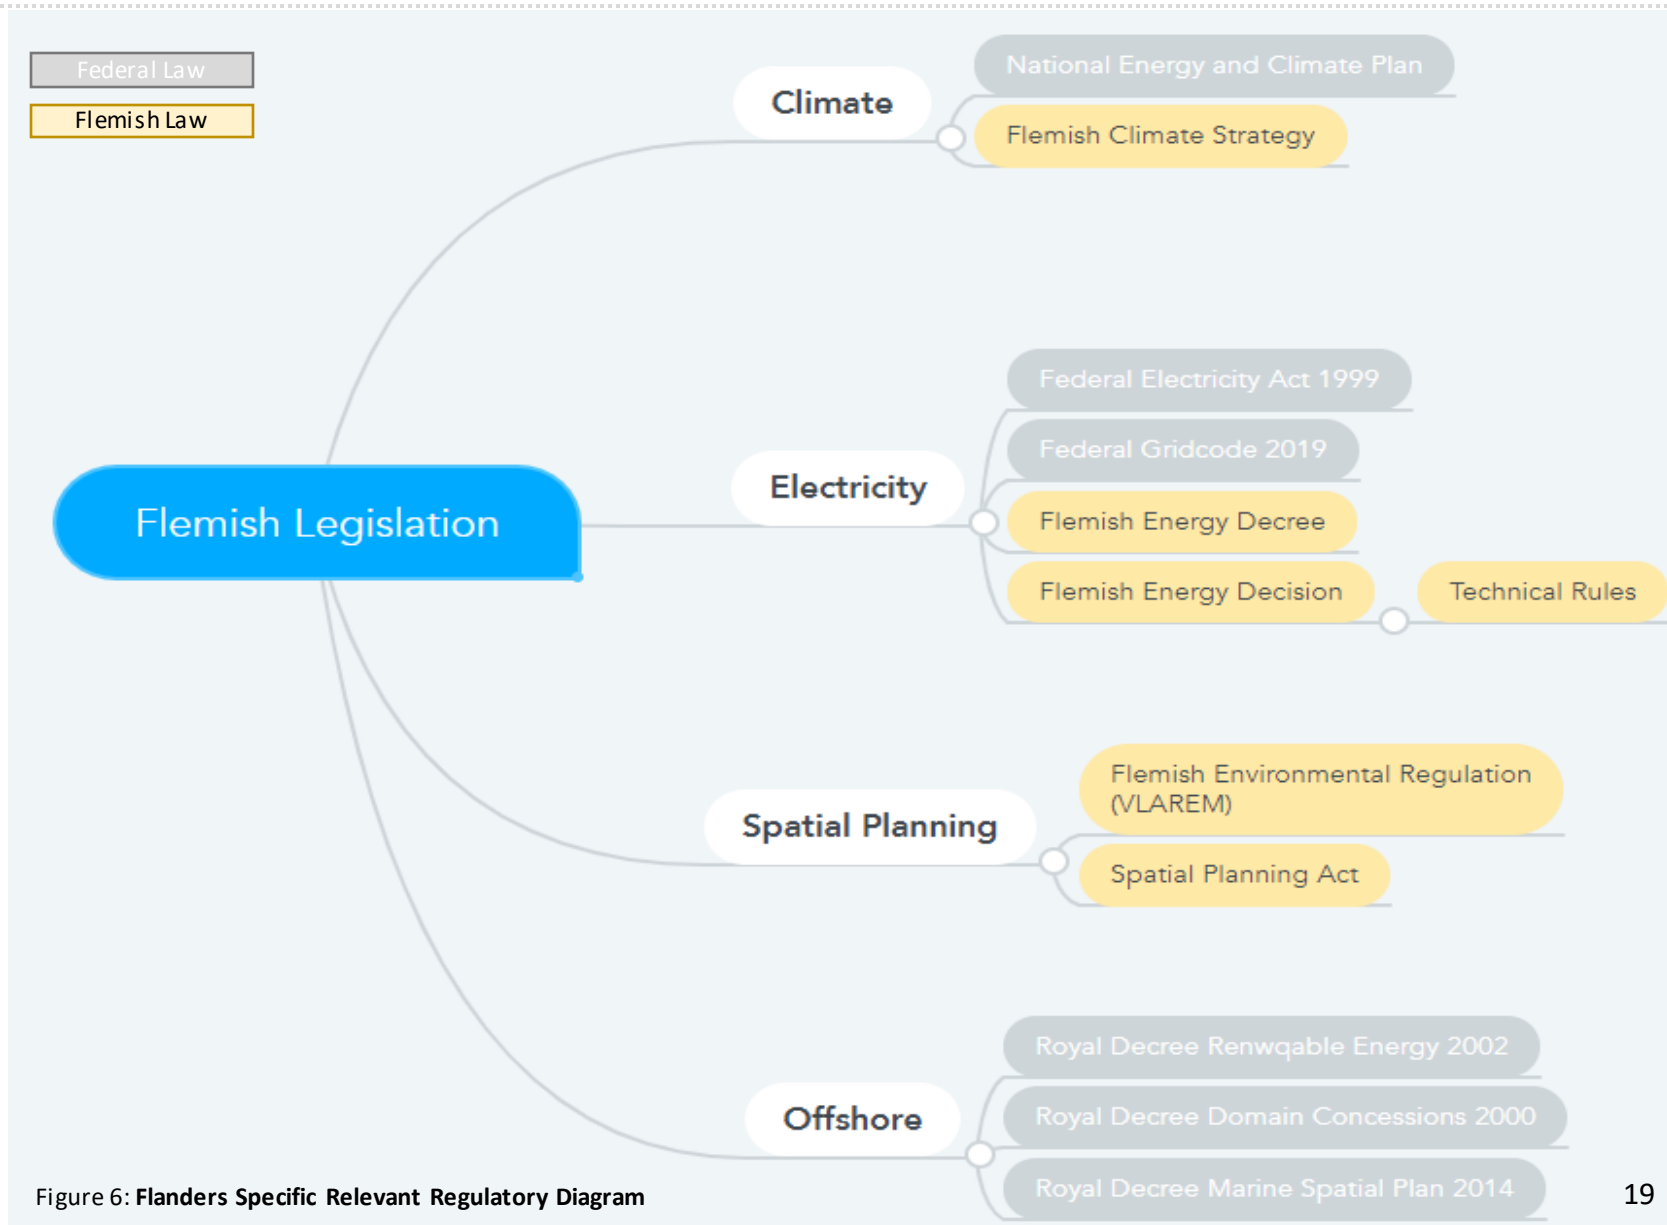 Federal Law
Flemish Law
Climate
National Energy and Climate Plan
Flemish Climate Strategy
Flemish Legislation
Electricity
Federal Electricity Act 1999
Federal Gridcode 2019
Flemish Energy Decree
Flemish Energy Decision
Technical Rules
Spatial Planning
Flemish Environmental Regulation
(VLAREM)
Spatial Planning Act
Offshore
Royal Decree Renwqable Energy 2002
Royal Decree Domain Concessions 2000
Royal Decree Marine Spatial Plan 2014
Figure 6: Flanders Specific Relevant Regulatory Diagram
19